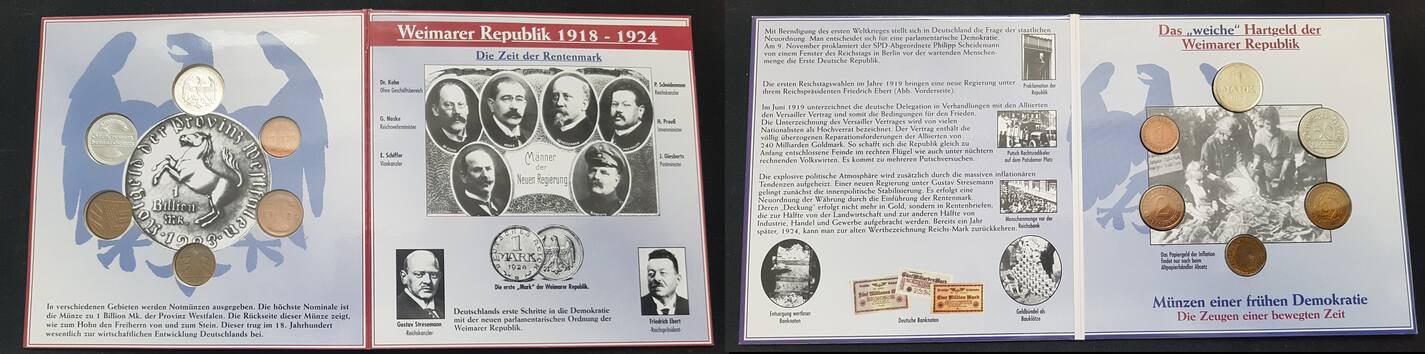 Notgeld der Provinz Westfalen
1
Billion
Mk.
1923
In verschiedenen Gebieten werden Notmünzen ausgegeben. Die höchste Nominale ist
die Münze zu 1 Billion Mk. der Provinz Westfalen. Die Rückseite dieser Münze zeigt,
wie zum Hohn den Freiherrn von und zum Stein. Dieser trug im 18. Jahrhundert
wesentlich zur wirtschaftlichen Entwicklung Deutschlands bei.
Weimarer Republik 1918 - 1924
Die Zeit der Rentenmark
Dr. Kahn
Ohne Geschäftsbereich
G. Noske
Reichswehrminister
E. Schiffer
Vizekanzler
P. Scheidemann
Reichskanzler
H. Preuß
Innenminister
J. Giesberts
Postminister
Männer
der
Neuen Regierung
1
MARK
1924
Die erste „Mark" der Weimarer Republik.
Gustav Stresemann
-Reichskanzler-
Friedrich Ebert
-Reichspräsident-
Deutschlands erste Schritte in die Demokratie
mit der neuen parlamentarischen Ordnung der
Weimarer Republik.
Mit Beendigung des ersten Weltkrieges stellt sich in Deutschland die Frage der staatlichen
Neuordnung. Man entscheidet sich für eine parlamentarische Demokratie.
Am 9. November proklamiert der SPD-Abgeordnete Philipp Scheidemann
von einem Fenster des Reichstags in Berlin vor der wartenden Menschen-
menge die Erste Deutsche Republik.
Proklamation der
Republik
Die ersten Reichstagswahlen im Jahre 1919 bringen eine neue Regierung unter
ihrem Reichspräsidenten Friedrich Ebert (Abb. Vorderseite).
Im Juni 1919 unterzeichnet die deutsche Delegation in Verhandlungen mit den Alliierten
den Versailler Vertrag und somit die Bedingungen für den Frieden.
Die Unterzeichnung des Versailler Vertrages wird von vielen
Nationalisten als Hochverrat bezeichnet. Der Vertrag enthält die
völlig überzogenen Reparationsforderungen der Alliierten von
240 Milliarden Goldmark. So schafft sich die Republik gleich zu
Anfang entschlossene Feinde im rechten Flügel wie auch unter nüchtern
rechnenden Volkswirten. Es kommt zu mehreren Putschversuchen.
Putsch Rechtsradikaler
auf dem Potsdamer Platz
Die explosive politische Atmosphäre wird zusätzlich durch die massiven inflationären
Tendenzen aufgeheizt. Einer neuen Regierung unter Gustav Stresemann
gelingt zunächst die innenpolitische Stabilisierung. Es erfolgt eine
Neuordnung der Währung durch die Einführung der Rentenmark.
Deren „Deckung" erfolgt nicht mehr in Gold, sondern in Rentenbriefen,
die zur Hälfte von der Landwirtschaft und zur anderen Hälfte von
Industrie, Handel und Gewerbe aufgebracht werden. Bereits ein Jahr
später, 1924, kann man zur alten Wertbezeichnung Reichs-Mark zurückkehren.
Menschenmenge vor der
Reichsbank
Entsorgung wertloser
Banknoten
Deutsche Banknoten
Geldbündel als
Bauklötze
Das „weiche" Hartgeld der
Weimarer Republik
1
MARK
Das Papiergeld der Inflation
findet nur noch beim
Altpapierhändler Absatz
Münzen einer frühen Demokratie
Die Zeugen einer bewegten Zeit